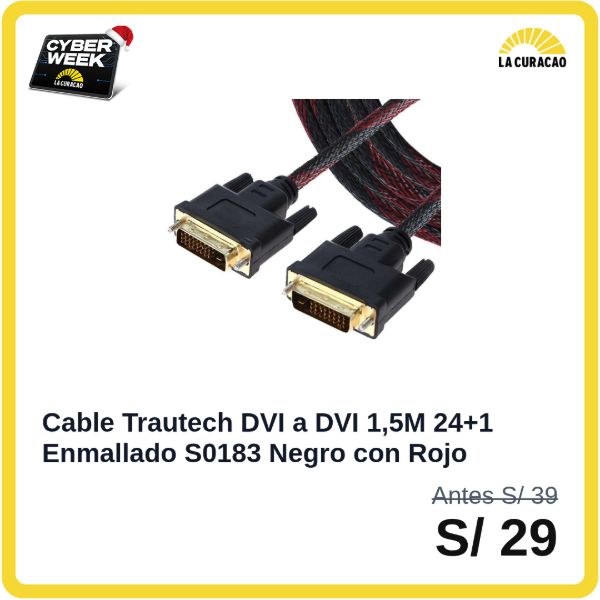 CYBER
WEEK
LA CURACAO
LA CURACAO
Cable Trautech DVI a DVI 1,5M 24+1
Enmallado S0183 Negro con Rojo
Antes S/ 39
S/ 29